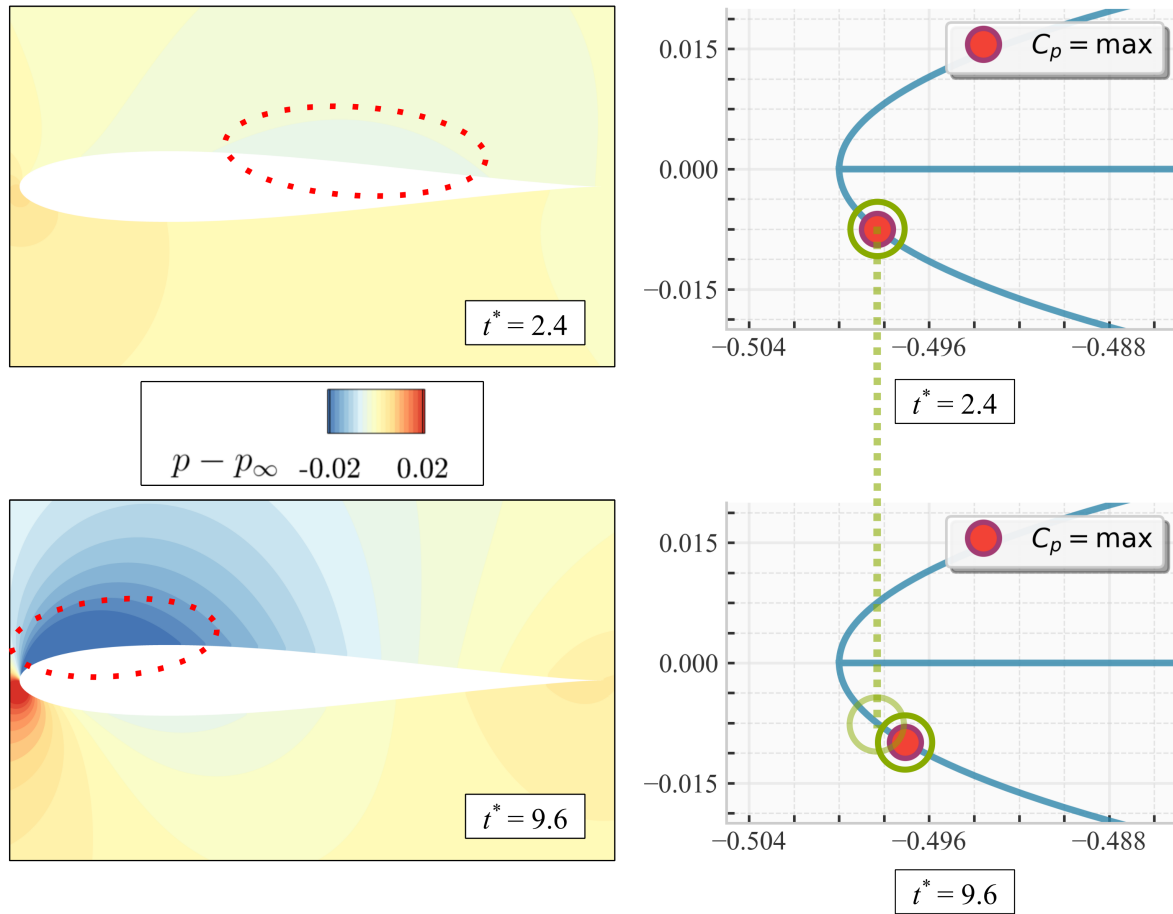 t* = 2.4
p − p∞ -0.02 0.02
t* = 9.6
Cp = max
0.015
0.000
−0.015
−0.504 −0.496 −0.488
t* = 2.4
Cp = max
0.015
0.000
−0.015
−0.504 −0.496 −0.488
t* = 9.6